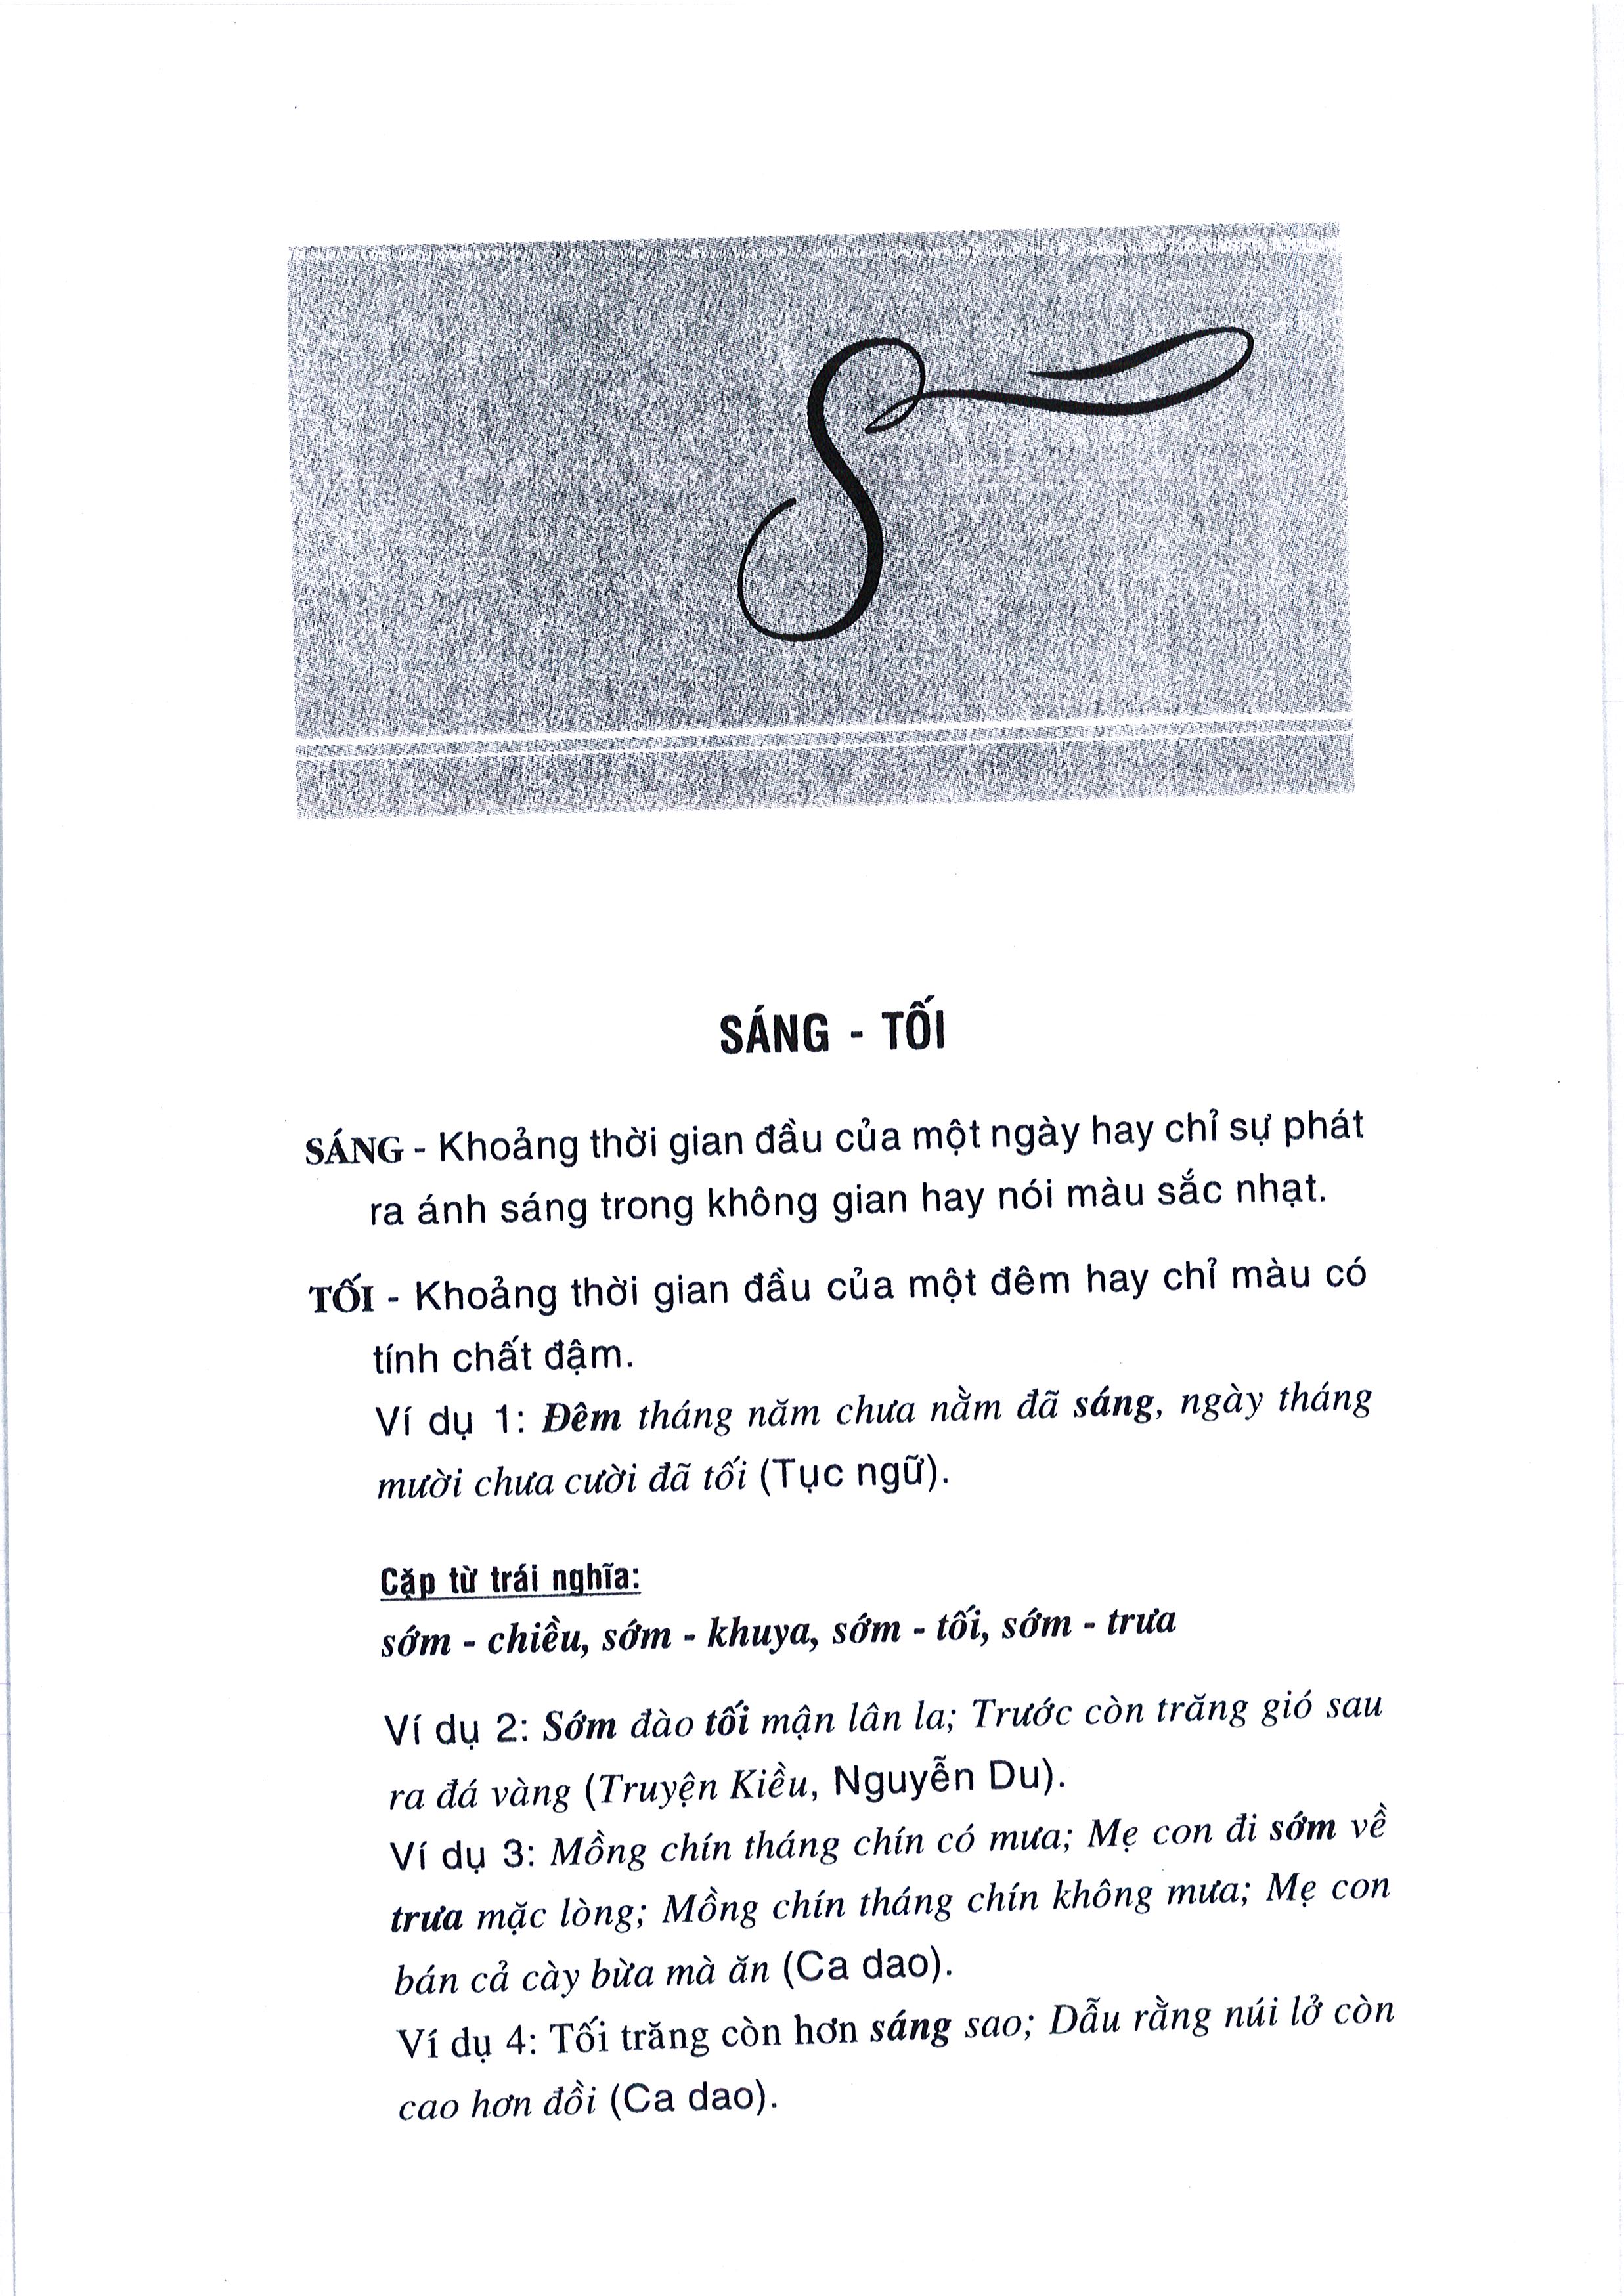 S
SÁNG - TỐI
SÁNG - Khoảng thời gian đầu của một ngày hay chỉ sự phát
ra ánh sáng trong không gian hay nói màu sắc nhạt.
TỐI - Khoảng thời gian đầu của một đêm hay chỉ màu có
tính chất đậm.
Ví dụ 1: Đêm tháng năm chưa nằm đã sáng, ngày tháng
mười chưa cười đã tối (Tục ngữ).
Cặp từ trái nghĩa:
sớm - chiều, sớm - khuya, sớm - tối, sớm - trưa
Ví dụ 2: Sớm đào tối mận lân la; Trước còn trăng gió sau
ra đá vàng (Truyện Kiều, Nguyễn Du).
Ví dụ 3: Mồng chín tháng chín có mưa; Mẹ con đi sớm về
trưa mặc lòng; Mồng chín tháng chín không mưa; Mẹ con
bán cả cày bừa mà ăn (Ca dao).
Ví dụ 4: Tối trăng còn hơn sáng sao; Dẫu rằng núi lở còn
cao hơn đồi (Ca dao).